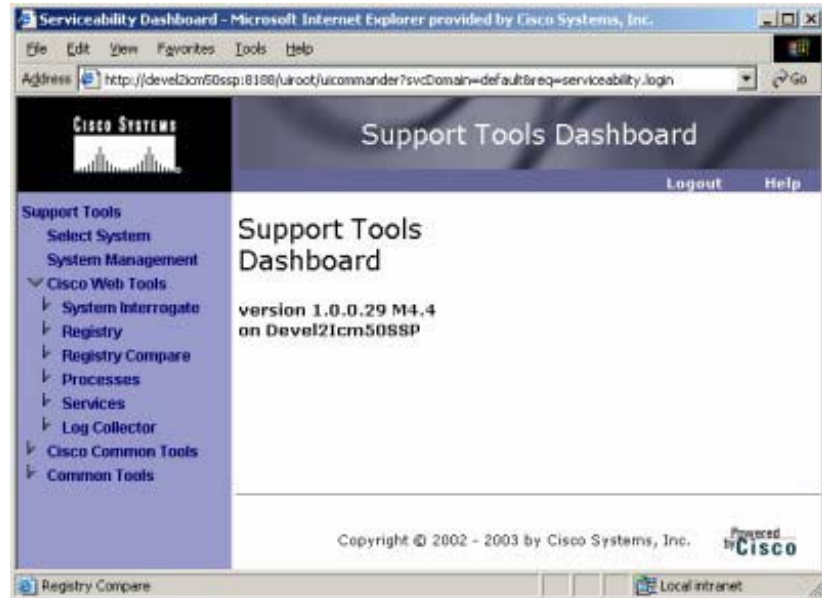 Serviceability Dashboard - Microsoft Internet Explorer provided by Cisco Systems, Inc.
File Edit View Favorites Tools Help
Address http://devel2icm50ssp:8188/uiroot/uicommander?svcDomain=default&req=serviceability.login Go
CISCO SYSTEMS
Support Tools Dashboard
Logout Help
Support Tools
Select System
System Management
Cisco Web Tools
System Interrogate
Registry
Registry Compare
Processes
Services
Log Collector
Cisco Common Tools
Common Tools
Support Tools
Dashboard
version 1.0.0.29 M4.4
on Devel2Icm50SSP
Copyright © 2002 - 2003 by Cisco Systems, Inc.
Powered
by Cisco
Registry Compare
Local intranet